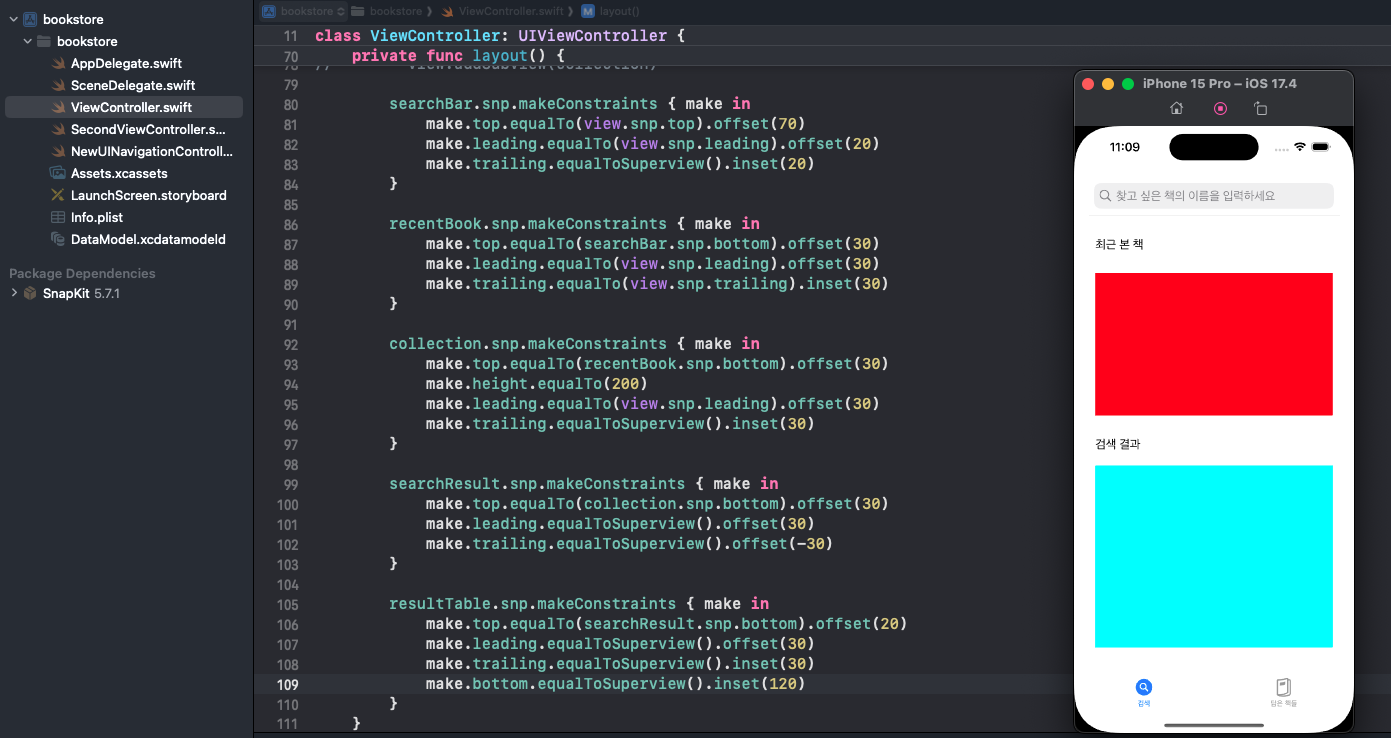 bookstore
bookstore
AppDelegate.swift
SceneDelegate.swift
ViewController.swift
SecondViewController.s...
NewUINavigationControll...
Assets.xcassets
LaunchScreen.storyboard
Info.plist
DataModel.xcdatamodeld
Package Dependencies
SnapKit 5.7.1
bookstore bookstore ViewController.swift M layout()
11 class ViewController: UIViewController {
70 private func layout() {
78 // view.addSubview(collection)
79
80 searchBar.snp.makeConstraints { make in
81 make.top.equalTo(view.snp.top).offset(70)
82 make.leading.equalTo(view.snp.leading).offset(20)
83 make.trailing.equalToSuperview().inset(20)
84 }
85
86 recentBook.snp.makeConstraints { make in
87 make.top.equalTo(searchBar.snp.bottom).offset(30)
88 make.leading.equalTo(view.snp.leading).offset(30)
89 make.trailing.equalTo(view.snp.trailing).inset(30)
90 }
91
92 collection.snp.makeConstraints { make in
93 make.top.equalTo(recentBook.snp.bottom).offset(30)
94 make.height.equalTo(200)
95 make.leading.equalTo(view.snp.leading).offset(30)
96 make.trailing.equalToSuperview().inset(30)
97 }
98
99 searchResult.snp.makeConstraints { make in
100 make.top.equalTo(collection.snp.bottom).offset(30)
101 make.leading.equalToSuperview().offset(30)
102 make.trailing.equalToSuperview().offset(-30)
103 }
104
105 resultTable.snp.makeConstraints { make in
106 make.top.equalTo(searchResult.snp.bottom).offset(20)
107 make.leading.equalToSuperview().offset(30)
108 make.trailing.equalToSuperview().inset(30)
109 make.bottom.equalToSuperview().inset(120)
110 }
111 }
iPhone 15 Pro – iOS 17.4
11:09
찾고 싶은 책의 이름을 입력하세요
최근 본 책
검색 결과
검색
담은 책들